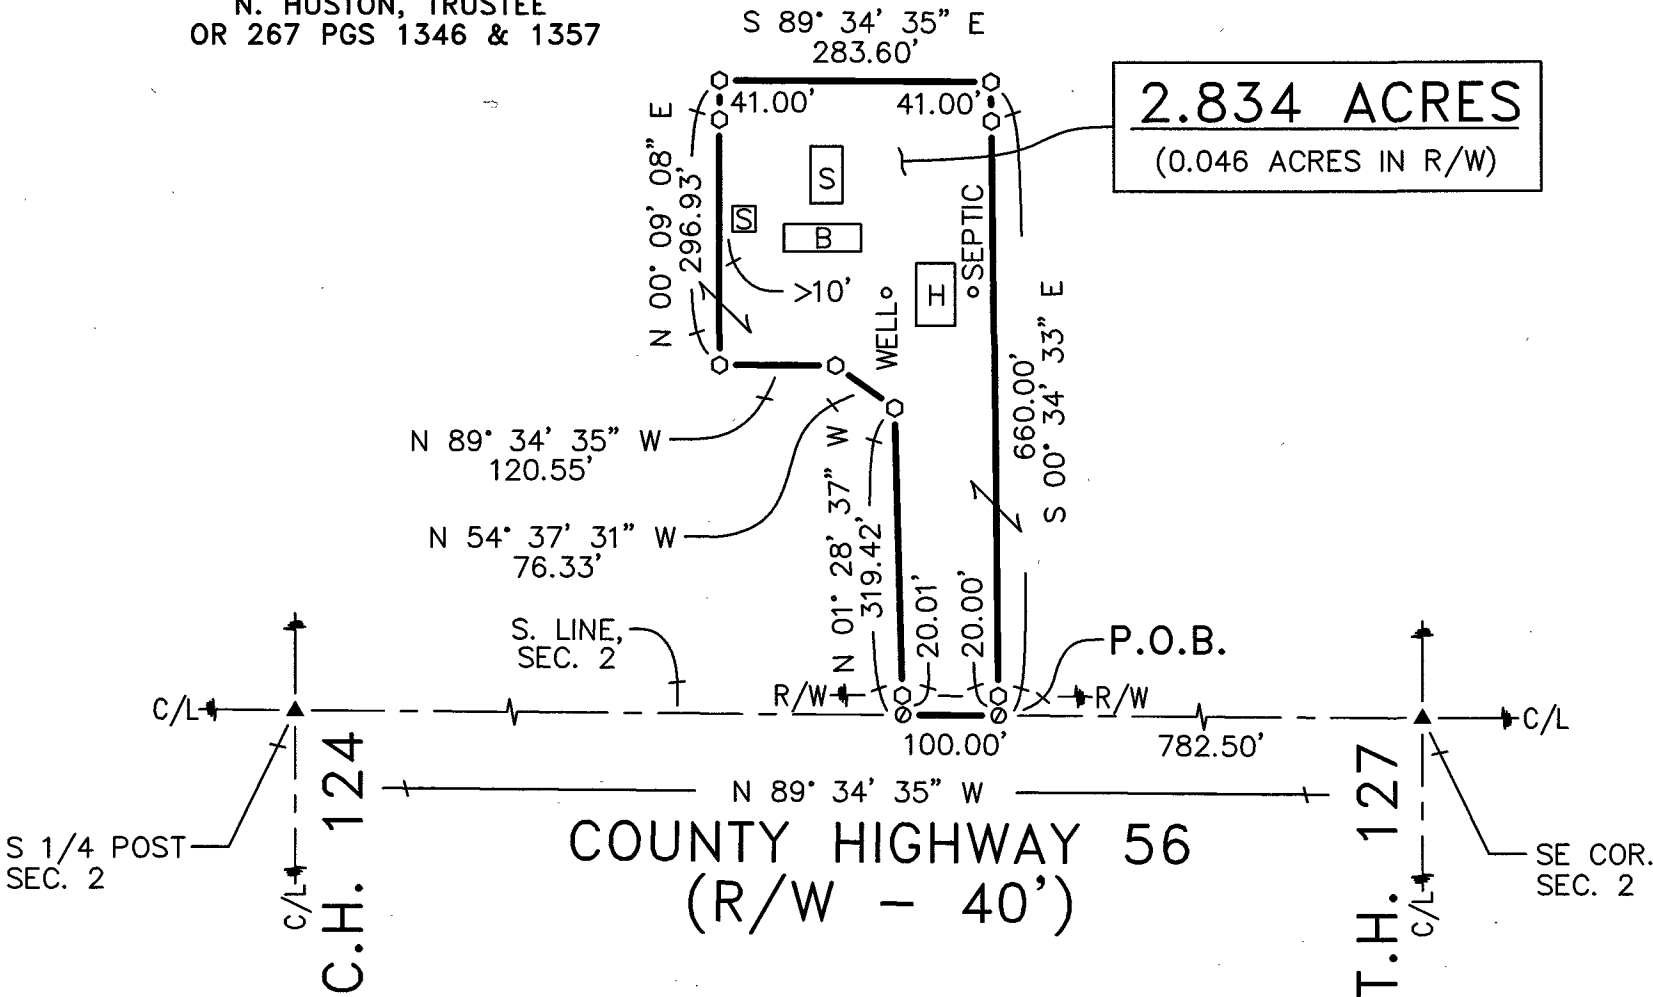 N. HUSTON, TRUSTEE
OR 267 PGS 1346 & 1357
S 89° 34' 35" E
283.60'
41.00'
41.00'
2.834 ACRES
(0.046 ACRES IN R/W)
N 00° 09' 08" E
296.93'
S
S
B
>10'
WELL
H
SEPTIC
S 00° 34' 33" E
660.00'
N 89° 34' 35" W
120.55'
N 54° 37' 31" W
76.33'
N 01° 28' 37" W
319.42'
20.01'
20.00'
S. LINE,
SEC. 2
P.O.B.
R/W
R/W
C/L
C/L
100.00'
782.50'
N 89° 34' 35" W
COUNTY HIGHWAY 56
(R/W - 40')
S 1/4 POST
SEC. 2
C/L
C.H. 124
T.H. 127
C/L
SE COR.
SEC. 2